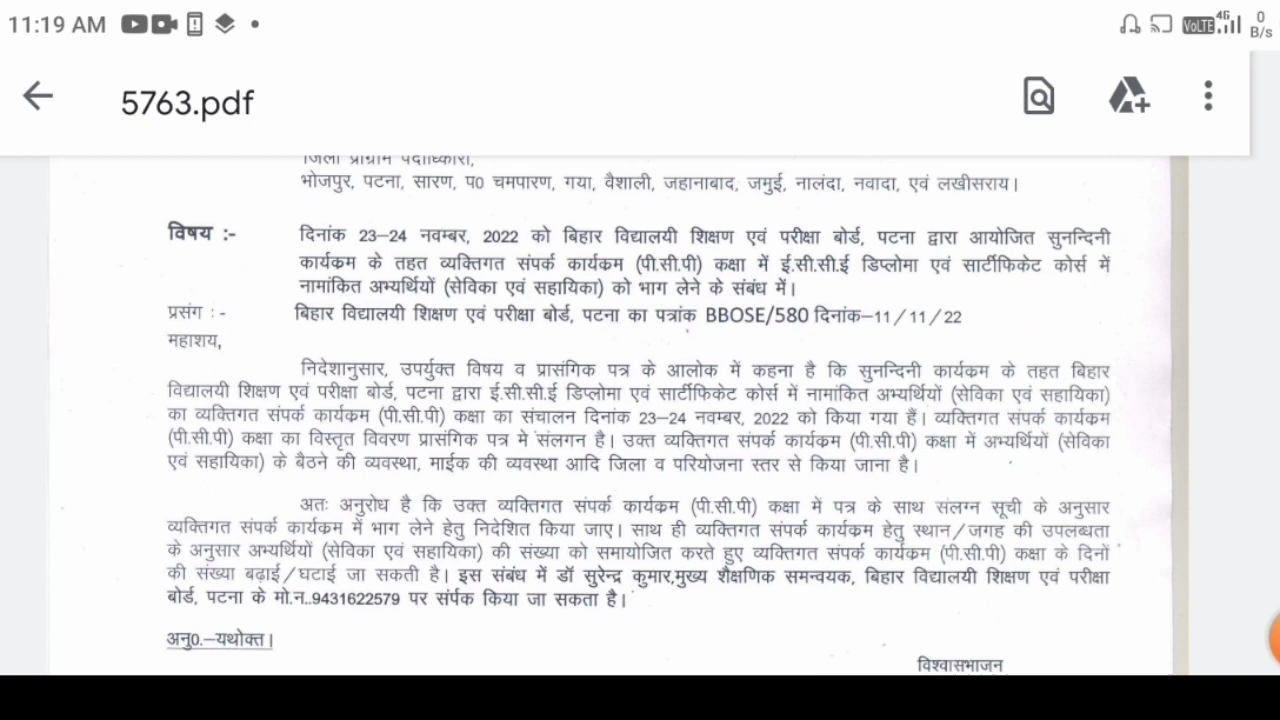 11:19 AM
VoLTE 4G 0 B/s
5763.pdf
जिला प्रोग्राम पदाधिकारी,
भोजपुर, पटना, सारण, प0 चमपारण, गया, वैशाली, जहानाबाद, जमुई, नालंदा, नवादा, एवं लखीसराय।
विषय :- दिनांक 23–24 नवम्बर, 2022 को बिहार विद्यालयी शिक्षण एवं परीक्षा बोर्ड, पटना द्वारा आयोजित सुनन्दिनी
कार्यक्रम के तहत व्यक्तिगत संपर्क कार्यक्रम (पी.सी.पी) कक्षा में ई.सी.सी.ई डिप्लोमा एवं सार्टीफिकेट कोर्स में
नामांकित अभ्यर्थियों (सेविका एवं सहायिका) को भाग लेने के संबंध में।
प्रसंग :- बिहार विद्यालयी शिक्षण एवं परीक्षा बोर्ड, पटना का पत्रांक BBOSE/580 दिनांक–11/11/22
महाशय,
निदेशानुसार, उपर्युक्त विषय व प्रासंगिक पत्र के आलोक में कहना है कि सुनन्दिनी कार्यक्रम के तहत बिहार
विद्यालयी शिक्षण एवं परीक्षा बोर्ड, पटना द्वारा ई.सी.सी.ई डिप्लोमा एवं सार्टीफिकेट कोर्स में नामांकित अभ्यर्थियों (सेविका एवं सहायिका)
का व्यक्तिगत संपर्क कार्यक्रम (पी.सी.पी) कक्षा का संचालन दिनांक 23–24 नवम्बर, 2022 को किया गया हैं। व्यक्तिगत संपर्क कार्यकम
(पी.सी.पी) कक्षा का विस्तृत विवरण प्रासंगिक पत्र मे संलगन है। उक्त व्यक्तिगत संपर्क कार्यक्रम (पी.सी.पी) कक्षा में अभ्यर्थियों (सेविका
एवं सहायिका) के बैठने की व्यवस्था, माईक की व्यवस्था आदि जिला व परियोजना स्तर से किया जाना है।
अतः अनुरोध है कि उक्त व्यक्तिगत संपर्क कार्यक्रम (पी.सी.पी) कक्षा में पत्र के साथ संलग्न सूची के अनुसार
व्यक्तिगत संपर्क कार्यक्रम में भाग लेने हेतु निदेशित किया जाए। साथ ही व्यक्तिगत संपर्क कार्यक्रम हेतु स्थान/जगह की उपलब्धता
के अनुसार अभ्यर्थियों (सेविका एवं सहायिका) की संख्या को समायोजित करते हुए व्यक्तिगत संपर्क कार्यक्रम (पी.सी.पी) कक्षा के दिनों
की संख्या बढ़ाई/घटाई जा सकती है। इस संबंध में डॉ सुरेन्द्र कुमार,मुख्य शैक्षणिक समन्वयक, बिहार विद्यालयी शिक्षण एवं परीक्षा
बोर्ड, पटना के मो.न..9431622579 पर संर्पक किया जा सकता है।
अनु0.–यथोक्त।
विश्वासभाजन